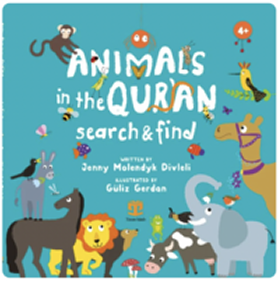 4+
ANIMALS
in the QUR'AN
search & find
WRITTEN BY
Jenny Molendyk Divleli
ILLUSTRATED BY
Güliz Gerdan